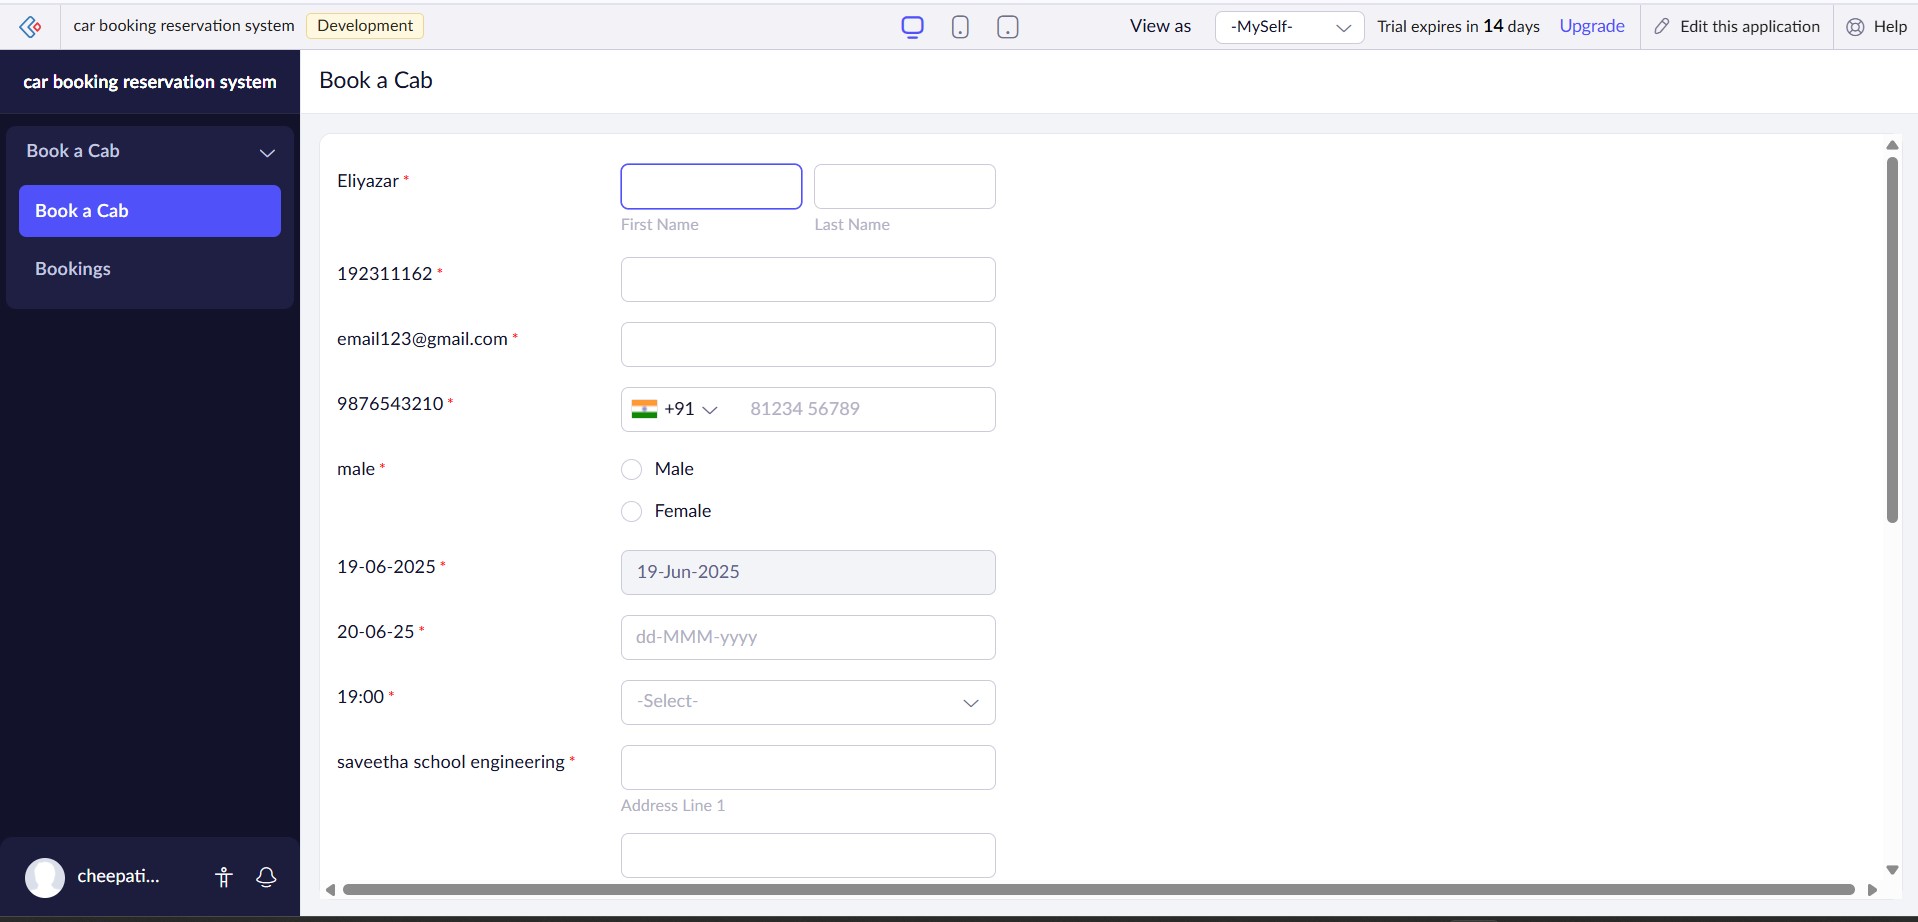 car booking reservation system Development View as -MySelf- Trial expires in 14 days Upgrade Edit this application Help
car booking reservation system
Book a Cab
Book a Cab
Book a Cab
Bookings
Eliyazar *
First Name Last Name
192311162 *
email123@gmail.com *
9876543210 * +91 81234 56789
male * Male
Female
19-06-2025 * 19-Jun-2025
20-06-25 * dd-MMM-yyyy
19:00 * -Select-
saveetha school engineering *
Address Line 1
cheepati...